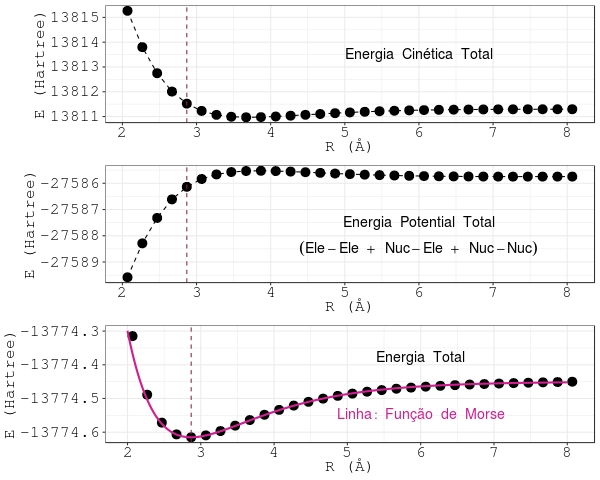 13815
13814
13813
13812
13811
E (Hartree)
Energia Cinética Total
2 3 4 5 6 7 8
R (Å)
-27586
-27587
-27588
-27589
E (Hartree)
Energia Potential Total
(Ele-Ele + Nuc-Ele + Nuc-Nuc)
2 3 4 5 6 7 8
R (Å)
-13774.3
-13774.4
-13774.5
-13774.6
E (Hartree)
Energia Total
Linha: Função de Morse
2 3 4 5 6 7 8
R (Å)